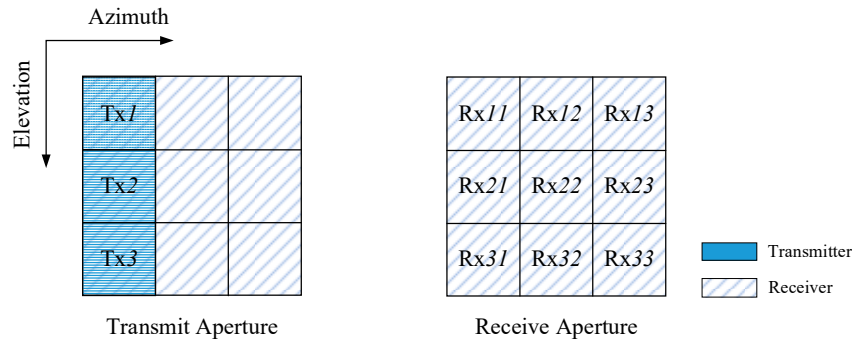 Azimuth
Elevation
Tx1
Tx2
Tx3
Rx11 Rx12 Rx13
Rx21 Rx22 Rx23
Rx31 Rx32 Rx33
Transmitter
Receiver
Transmit Aperture
Receive Aperture